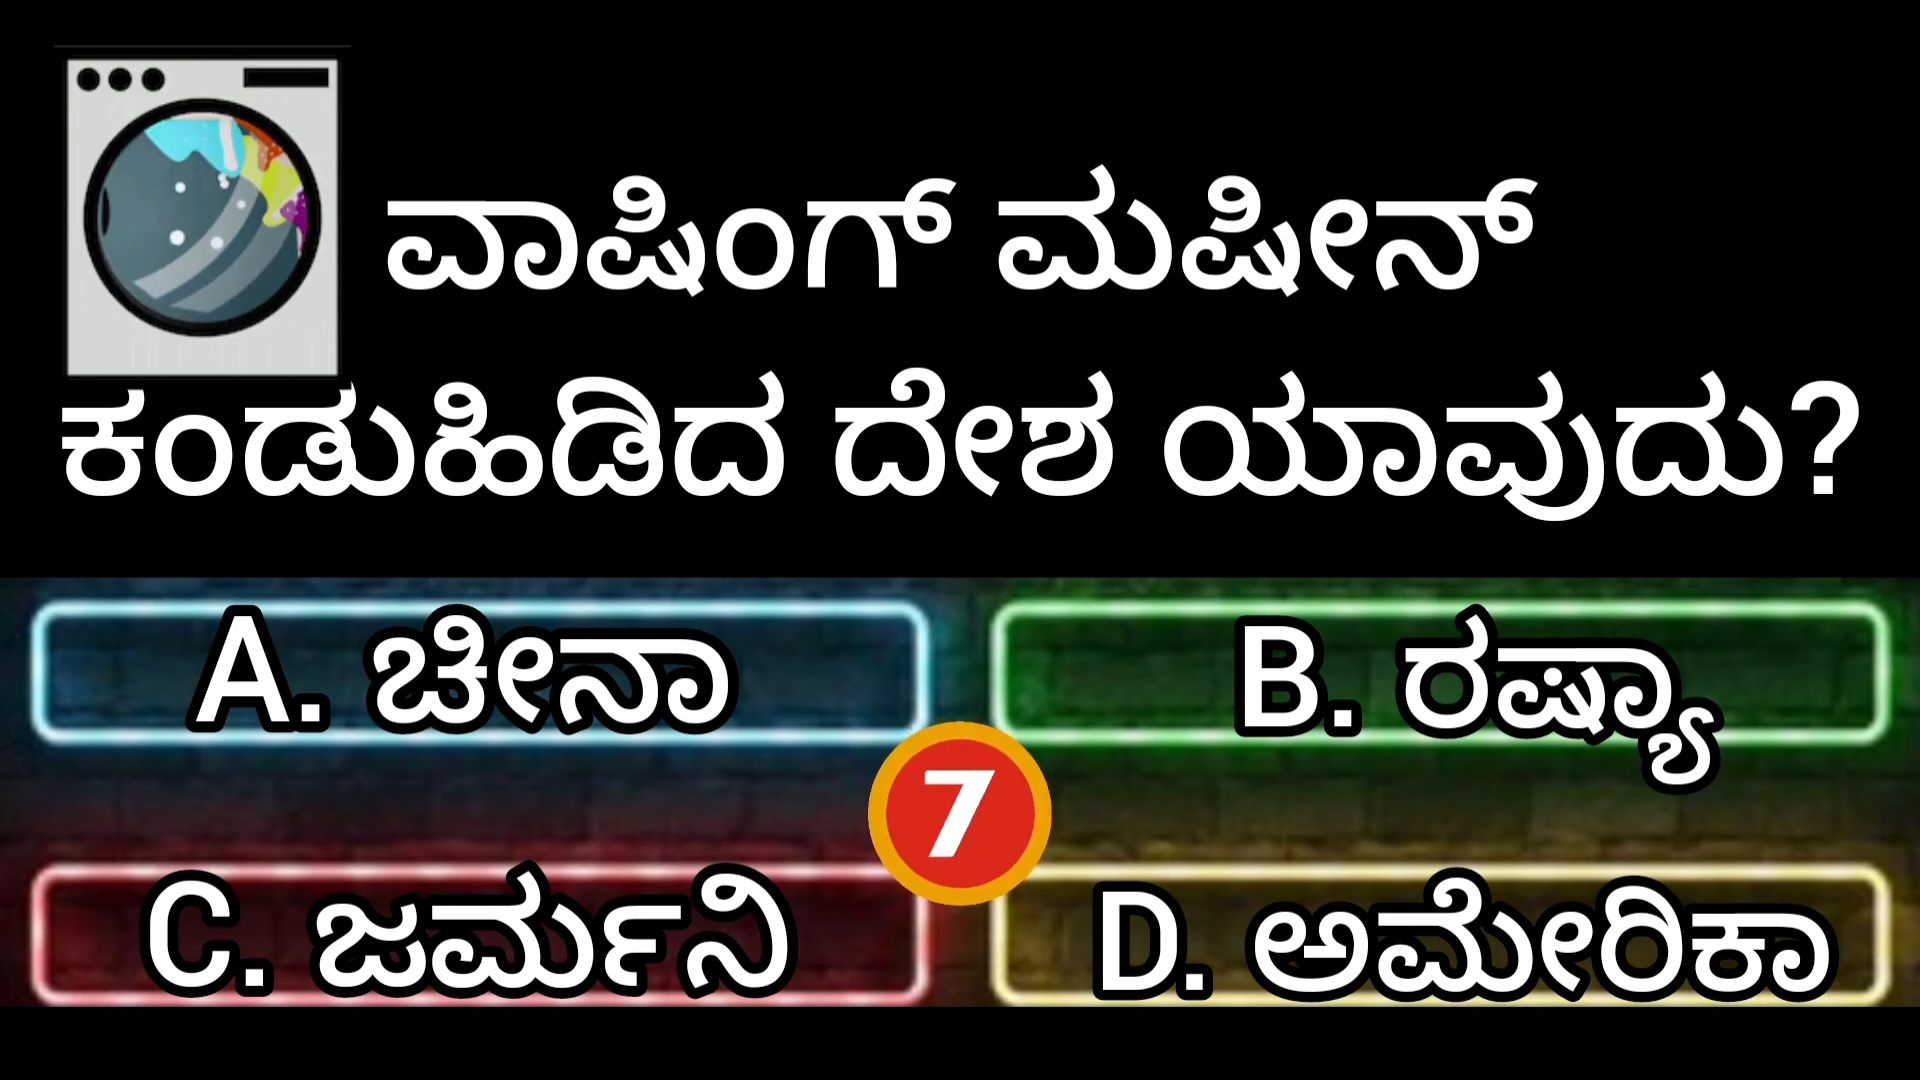 ವಾಷಿಂಗ್ ಮಷೀನ್
ಕಂಡುಹಿಡಿದ ದೇಶ ಯಾವುದು?
A. ಚೀನಾ
B. ರಷ್ಯಾ
7
C. ಜರ್ಮನಿ
D. ಅಮೇರಿಕಾ